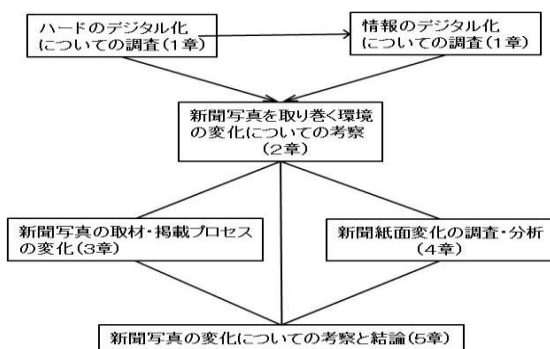 ハードのデジタル化
についての調査(1章)
情報のデジタル化
についての調査(1章)
新聞写真を取り巻く環境
の変化についての考察
(2章)
新聞写真の取材・掲載プロセス
の変化(3章)
新聞紙面変化の調査・分析
(4章)
新聞写真の変化についての考察と結論(5章)